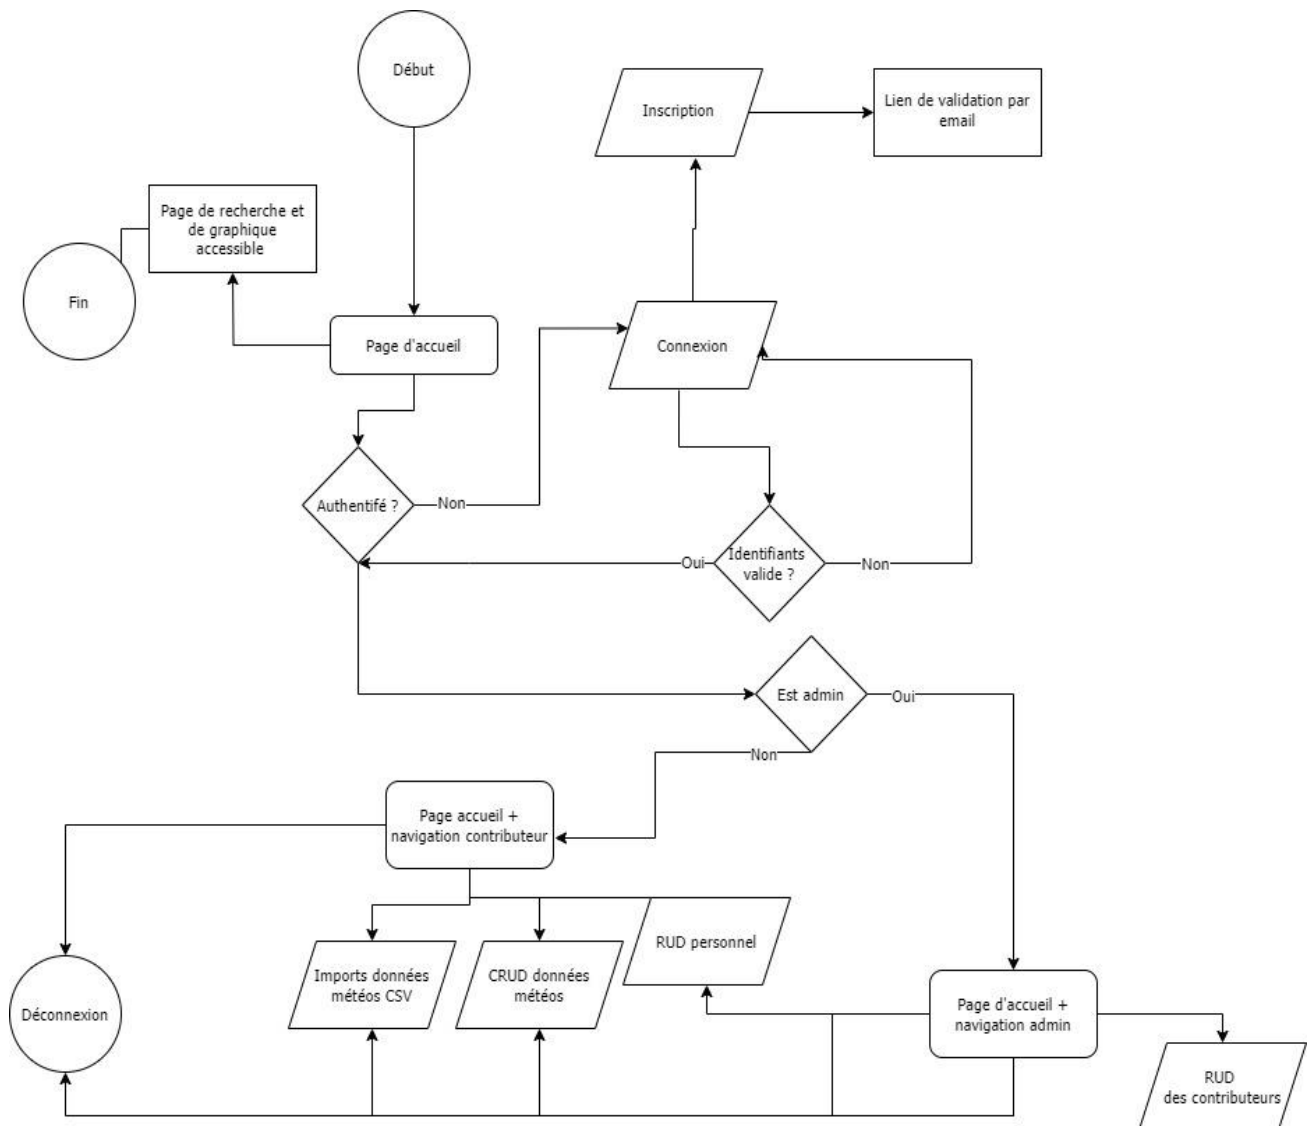 Début
Inscription
Lien de validation par
email
Page de recherche et
de graphique
accessible
Fin
Page d'accueil
Connexion
Authentifé ?
Non
Oui
Identifiants
valide ?
Non
Est admin
Oui
Non
Page accueil +
navigation contributeur
RUD personnel
Imports données
météos CSV
CRUD données
météos
Déconnexion
Page d'accueil +
navigation admin
RUD
des contributeurs